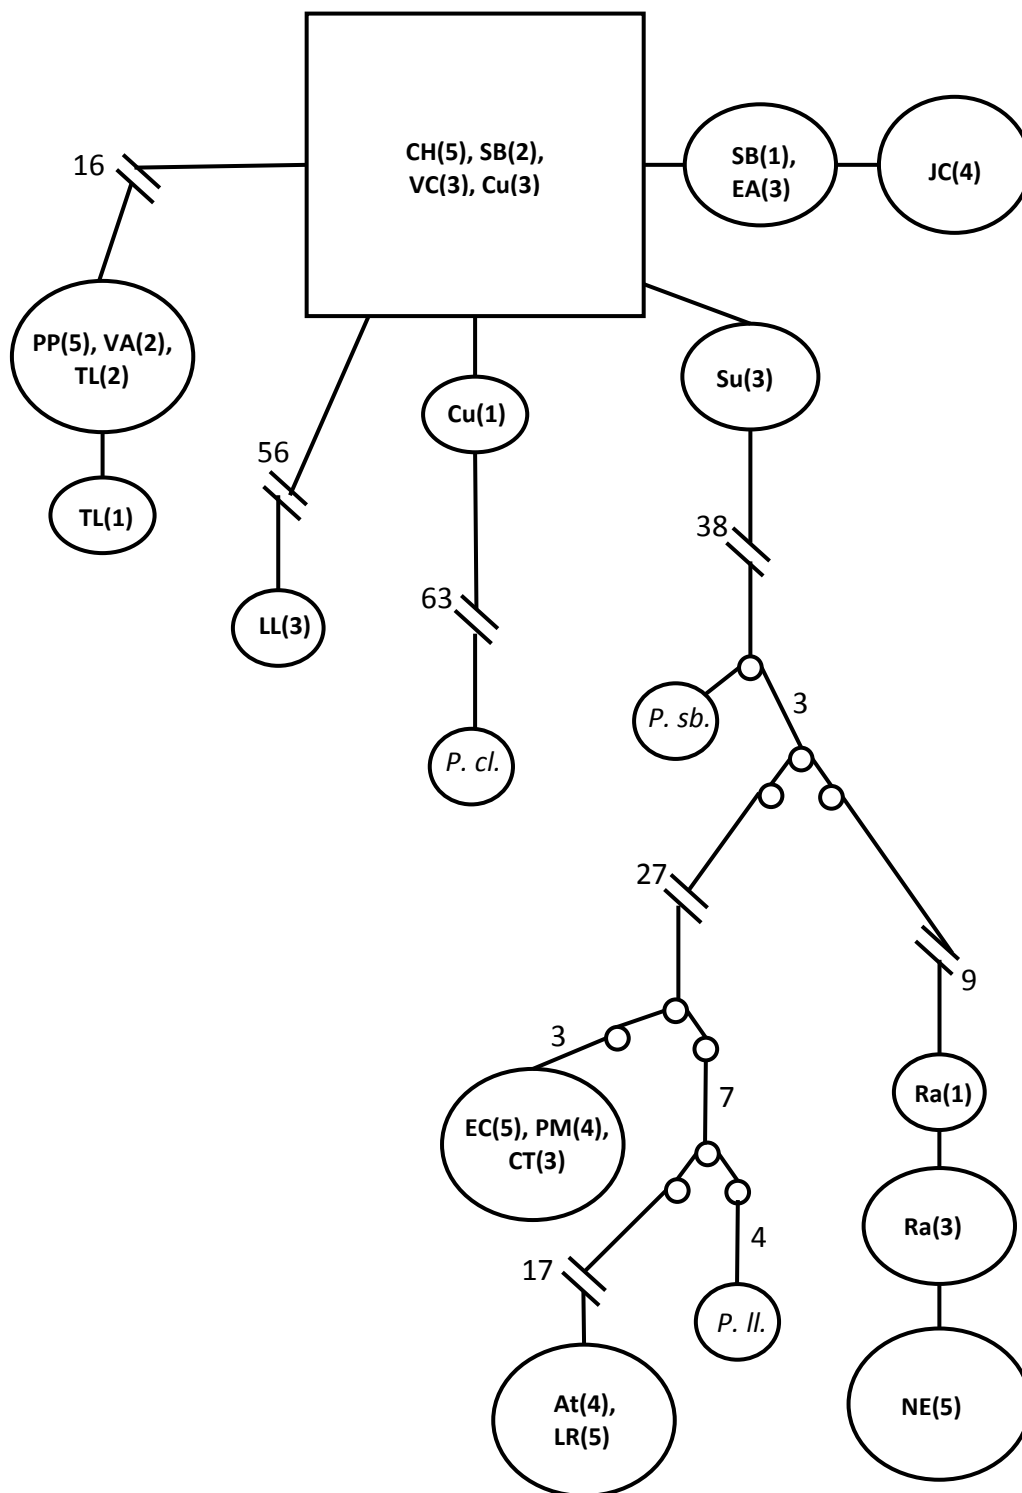 CH(5), SB(2),
VC(3), Cu(3)
SB(1),
EA(3)
JC(4)
16
PP(5), VA(2),
TL(2)
TL(1)
56
LL(3)
Cu(1)
63
P. cl.
Su(3)
38
P. sb.
3
27
9
3
EC(5), PM(4),
CT(3)
7
17
4
P. ll.
At(4),
LR(5)
Ra(1)
Ra(3)
NE(5)